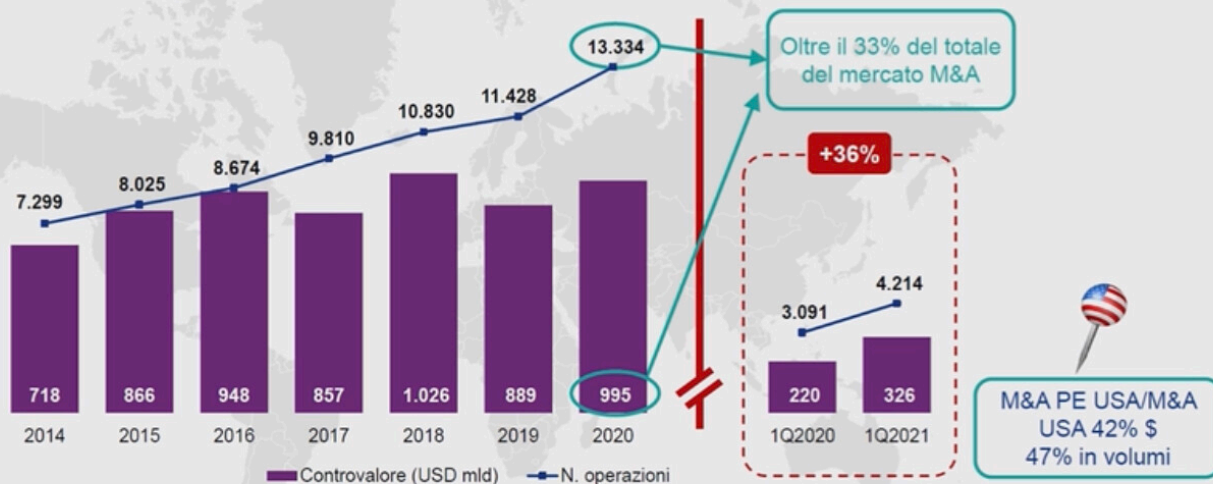 13.334
Oltre il 33% del totale
del mercato M&A
11.428
10.830
9.810
8.674
8.025
7.299
+36%
4.214
3.091
718
866
948
857
1.026
889
995
220
326
2014
2015
2016
2017
2018
2019
2020
1Q2020
1Q2021
M&A PE USA/M&A
USA 42% $
47% in volumi
Controvalore (USD mld)
N. operazioni